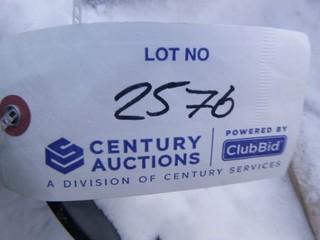 LOT NO
2576
CENTURY AUCTIONS
POWERED BY
ClubBid
A DIVISION OF CENTURY SERVICES